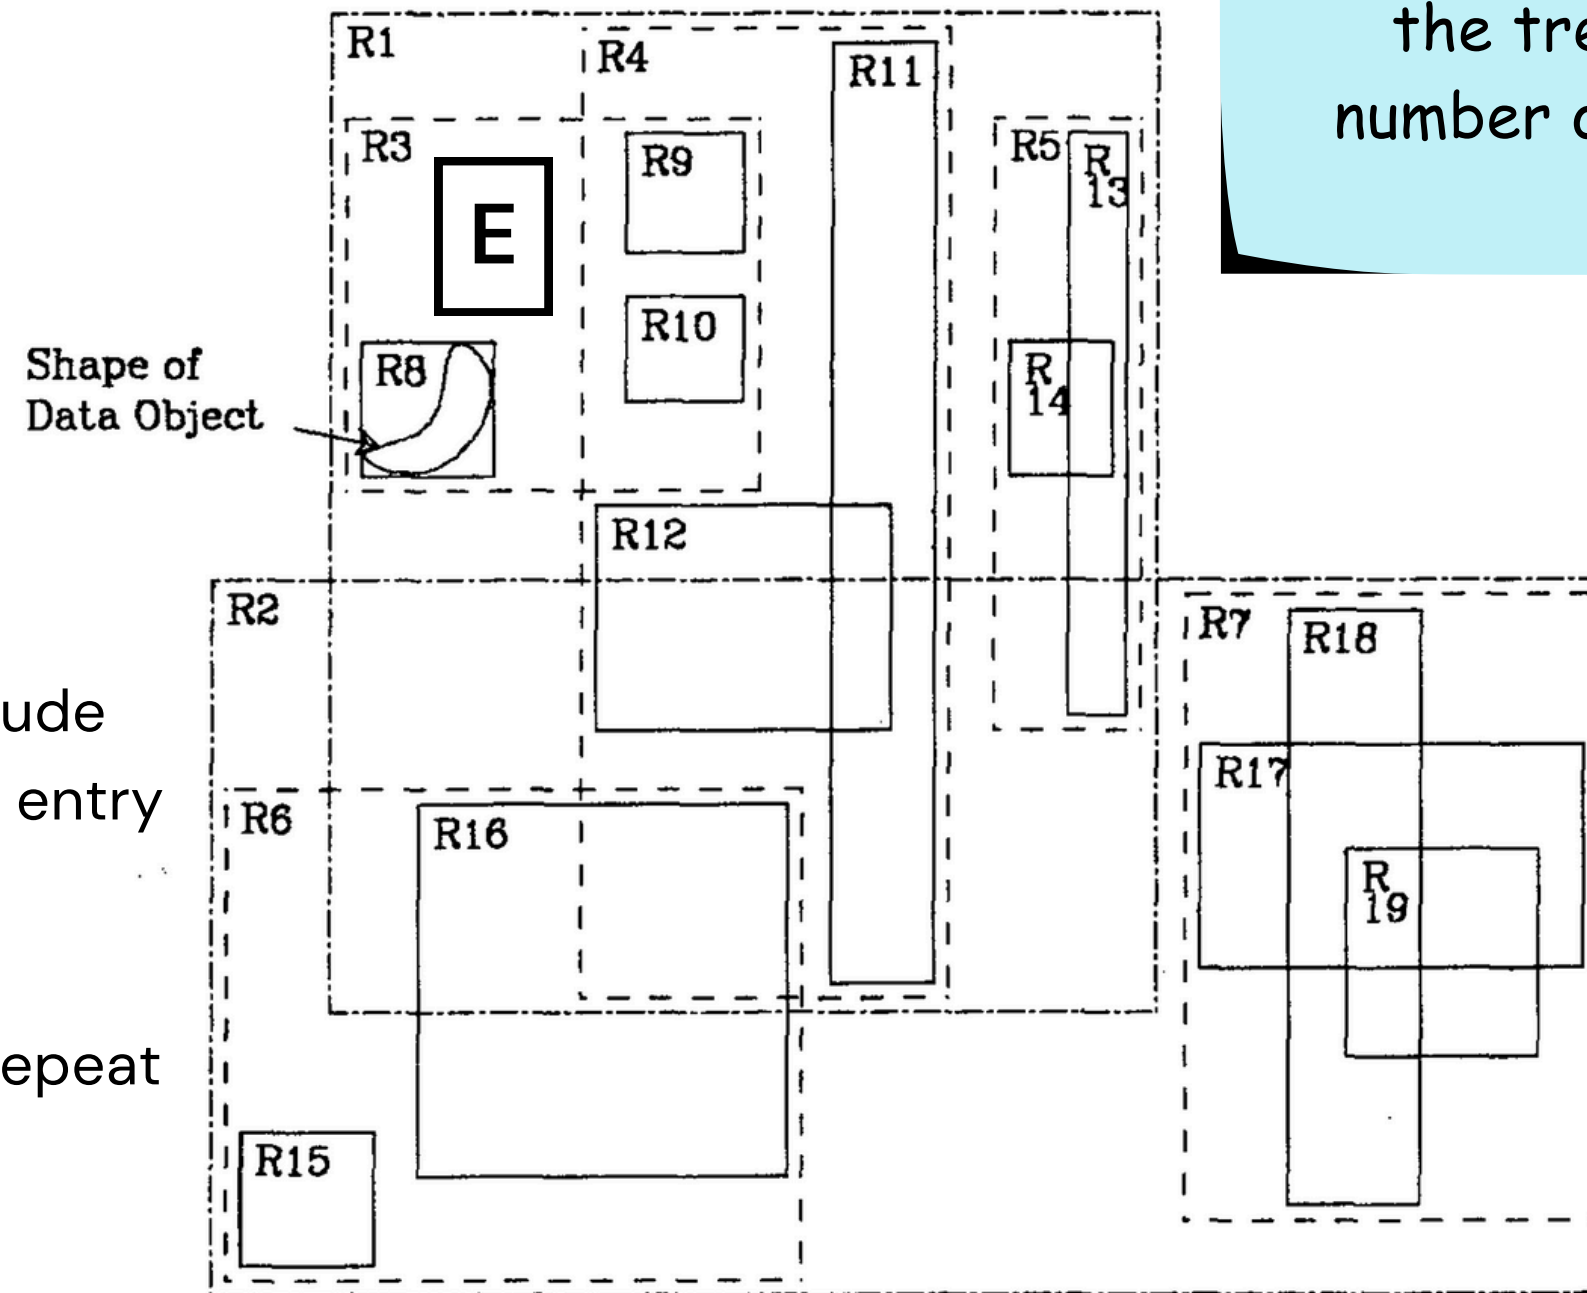 the tre
number
R1
R4
R11
R3
R9
R5
R
13
E
R10
Shape of
Data Object
R8
R
14
R12
R2
R7
R18
ude
entry
R17
R6
R16
R
19
epeat
R15